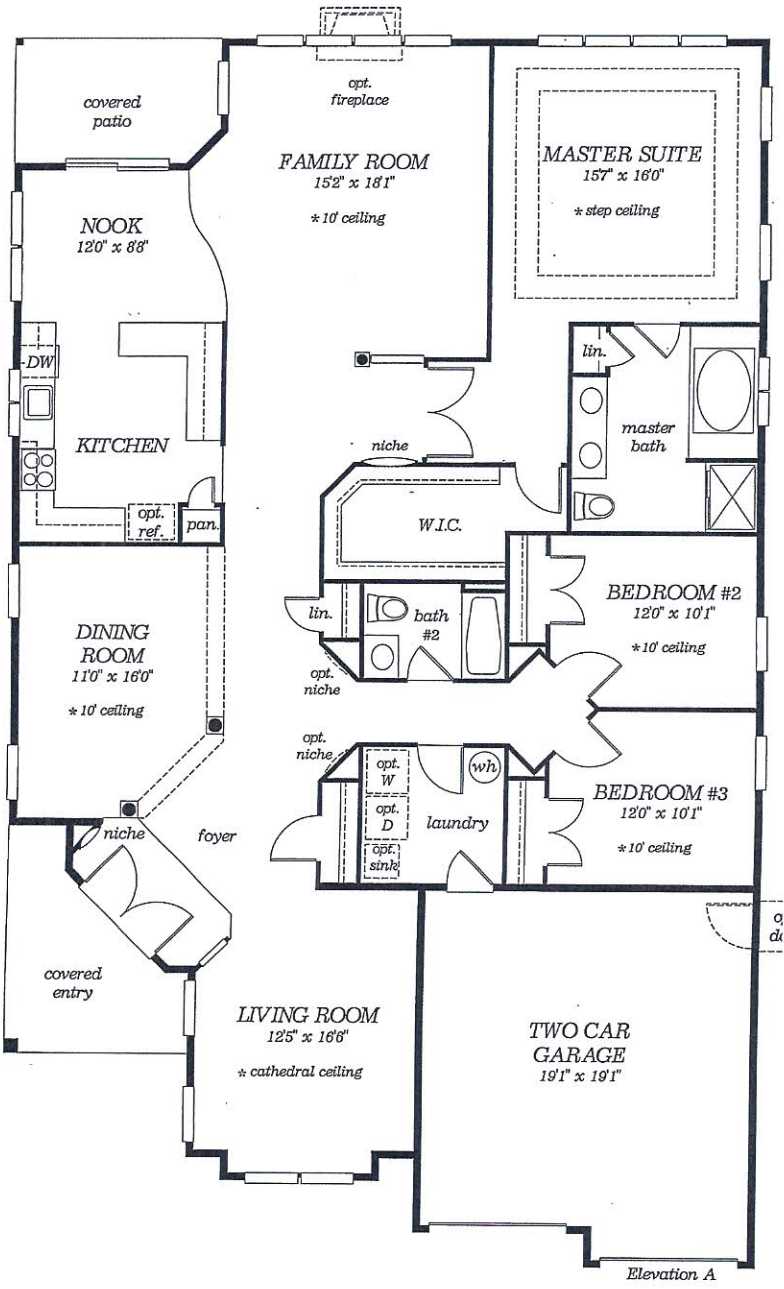 covered
patio
opt.
fireplace
FAMILY ROOM
15'2" x 18'1"
* 10' ceiling
MASTER SUITE
15'7" x 16'0"
* step ceiling
NOOK
12'0" x 8'8"
DW
lin.
master
bath
KITCHEN
niche
opt.
ref.
pan.
W.I.C.
BEDROOM #2
12'0" x 10'1"
* 10' ceiling
lin.
bath
#2
DINING
ROOM
11'0" x 16'0"
* 10' ceiling
opt.
niche
opt.
niche
opt.
W
wh
BEDROOM #3
12'0" x 10'1"
* 10' ceiling
opt.
D
laundry
opt.
sink
niche
foyer
covered
entry
LIVING ROOM
12'5" x 16'6"
* cathedral ceiling
TWO CAR
GARAGE
19'1" x 19'1"
Elevation A